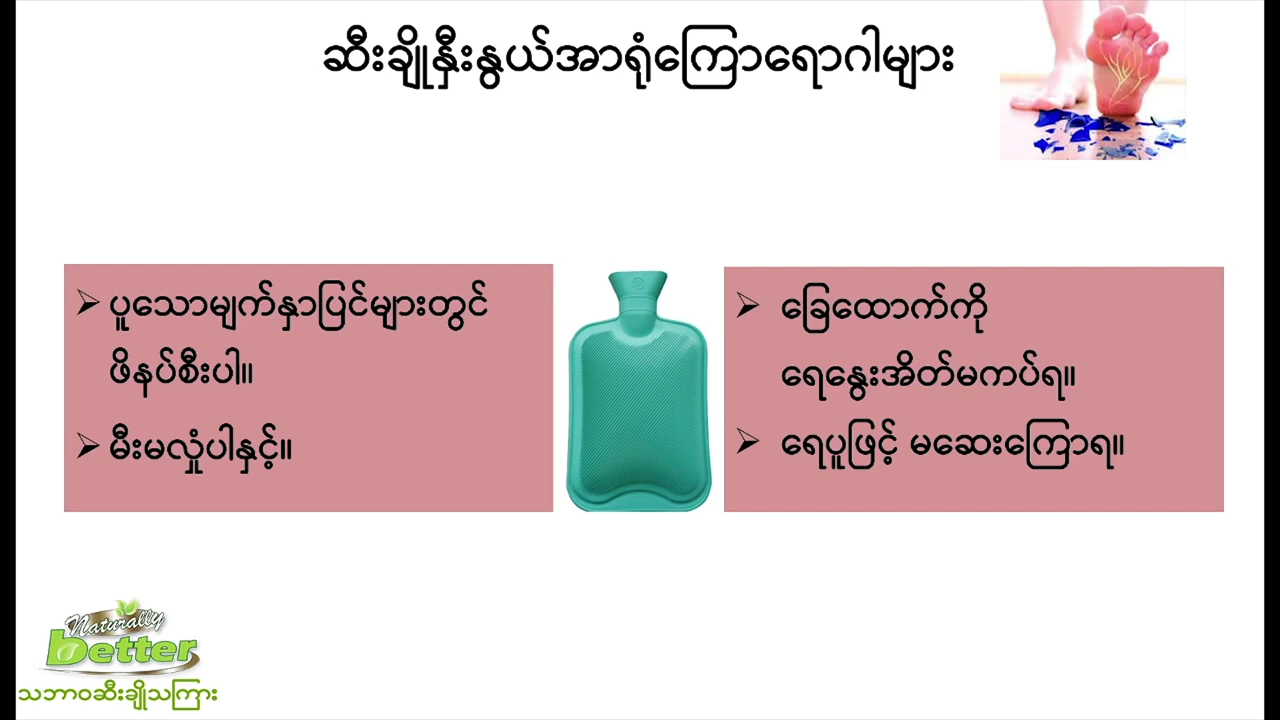 ဆီးချိုနှီးနွယ်အာရုံကြောရောဂါများ
➢ ပူသောမျက်နှာပြင်များတွင်
ဖိနပ်စီးပါ။
➢ မီးမလှုံပါနှင့်။
➢ ခြေထောက်ကို
ရေနွေးအိတ်မကပ်ရ။
➢ ရေပူဖြင့် မဆေးကြောရ။
Naturally
better
သဘာဝဆီးချိုသကြား